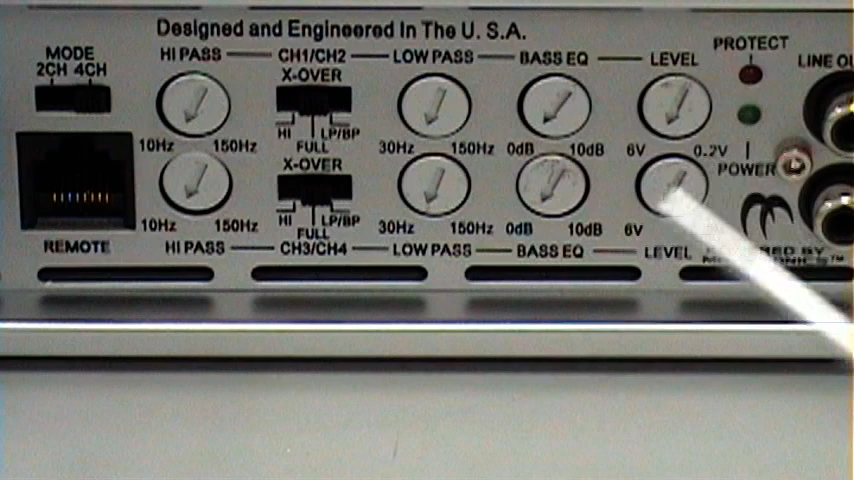 Designed and Engineered In The U. S.A.
MODE
2CH 4CH
HI PASS CH1/CH2 LOW PASS BASS EQ LEVEL PROTECT
X-OVER
LINE
HI LP/BP
FULL
10Hz 150Hz 30Hz 150Hz 0dB 10dB 6V 0.2V
POWER
X-OVER
HI LP/BP
FULL
10Hz 150Hz 30Hz 150Hz 0dB 10dB 6V
REMOTE HI PASS CH3/CH4 LOW PASS BASS EQ LEVEL
BY